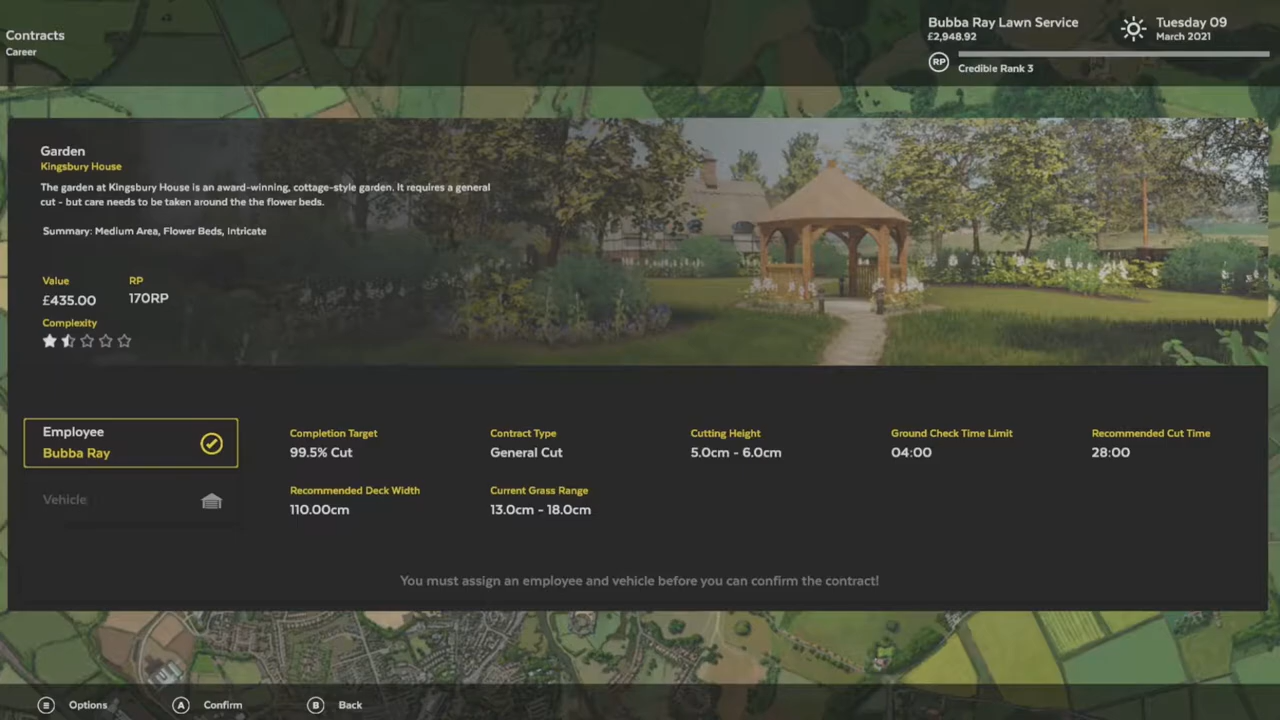 Contracts
Career
Bubba Ray Lawn Service
£2,948.92
Tuesday 09
March 2021
RP
Credible Rank 3
Garden
Kingsbury House
The garden at Kingsbury House is an award-winning, cottage-style garden. It requires a general
cut - but care needs to be taken around the the flower beds.
Summary: Medium Area, Flower Beds, Intricate
Value
RP
£435.00
170RP
Complexity
Employee
Bubba Ray
Vehicle
Completion Target
99.5% Cut
Contract Type
General Cut
Cutting Height
5.0cm - 6.0cm
Ground Check Time Limit
04:00
Recommended Cut Time
28:00
Recommended Deck Width
110.00cm
Current Grass Range
13.0cm - 18.0cm
You must assign an employee and vehicle before you can confirm the contract!
Options
A Confirm
B Back